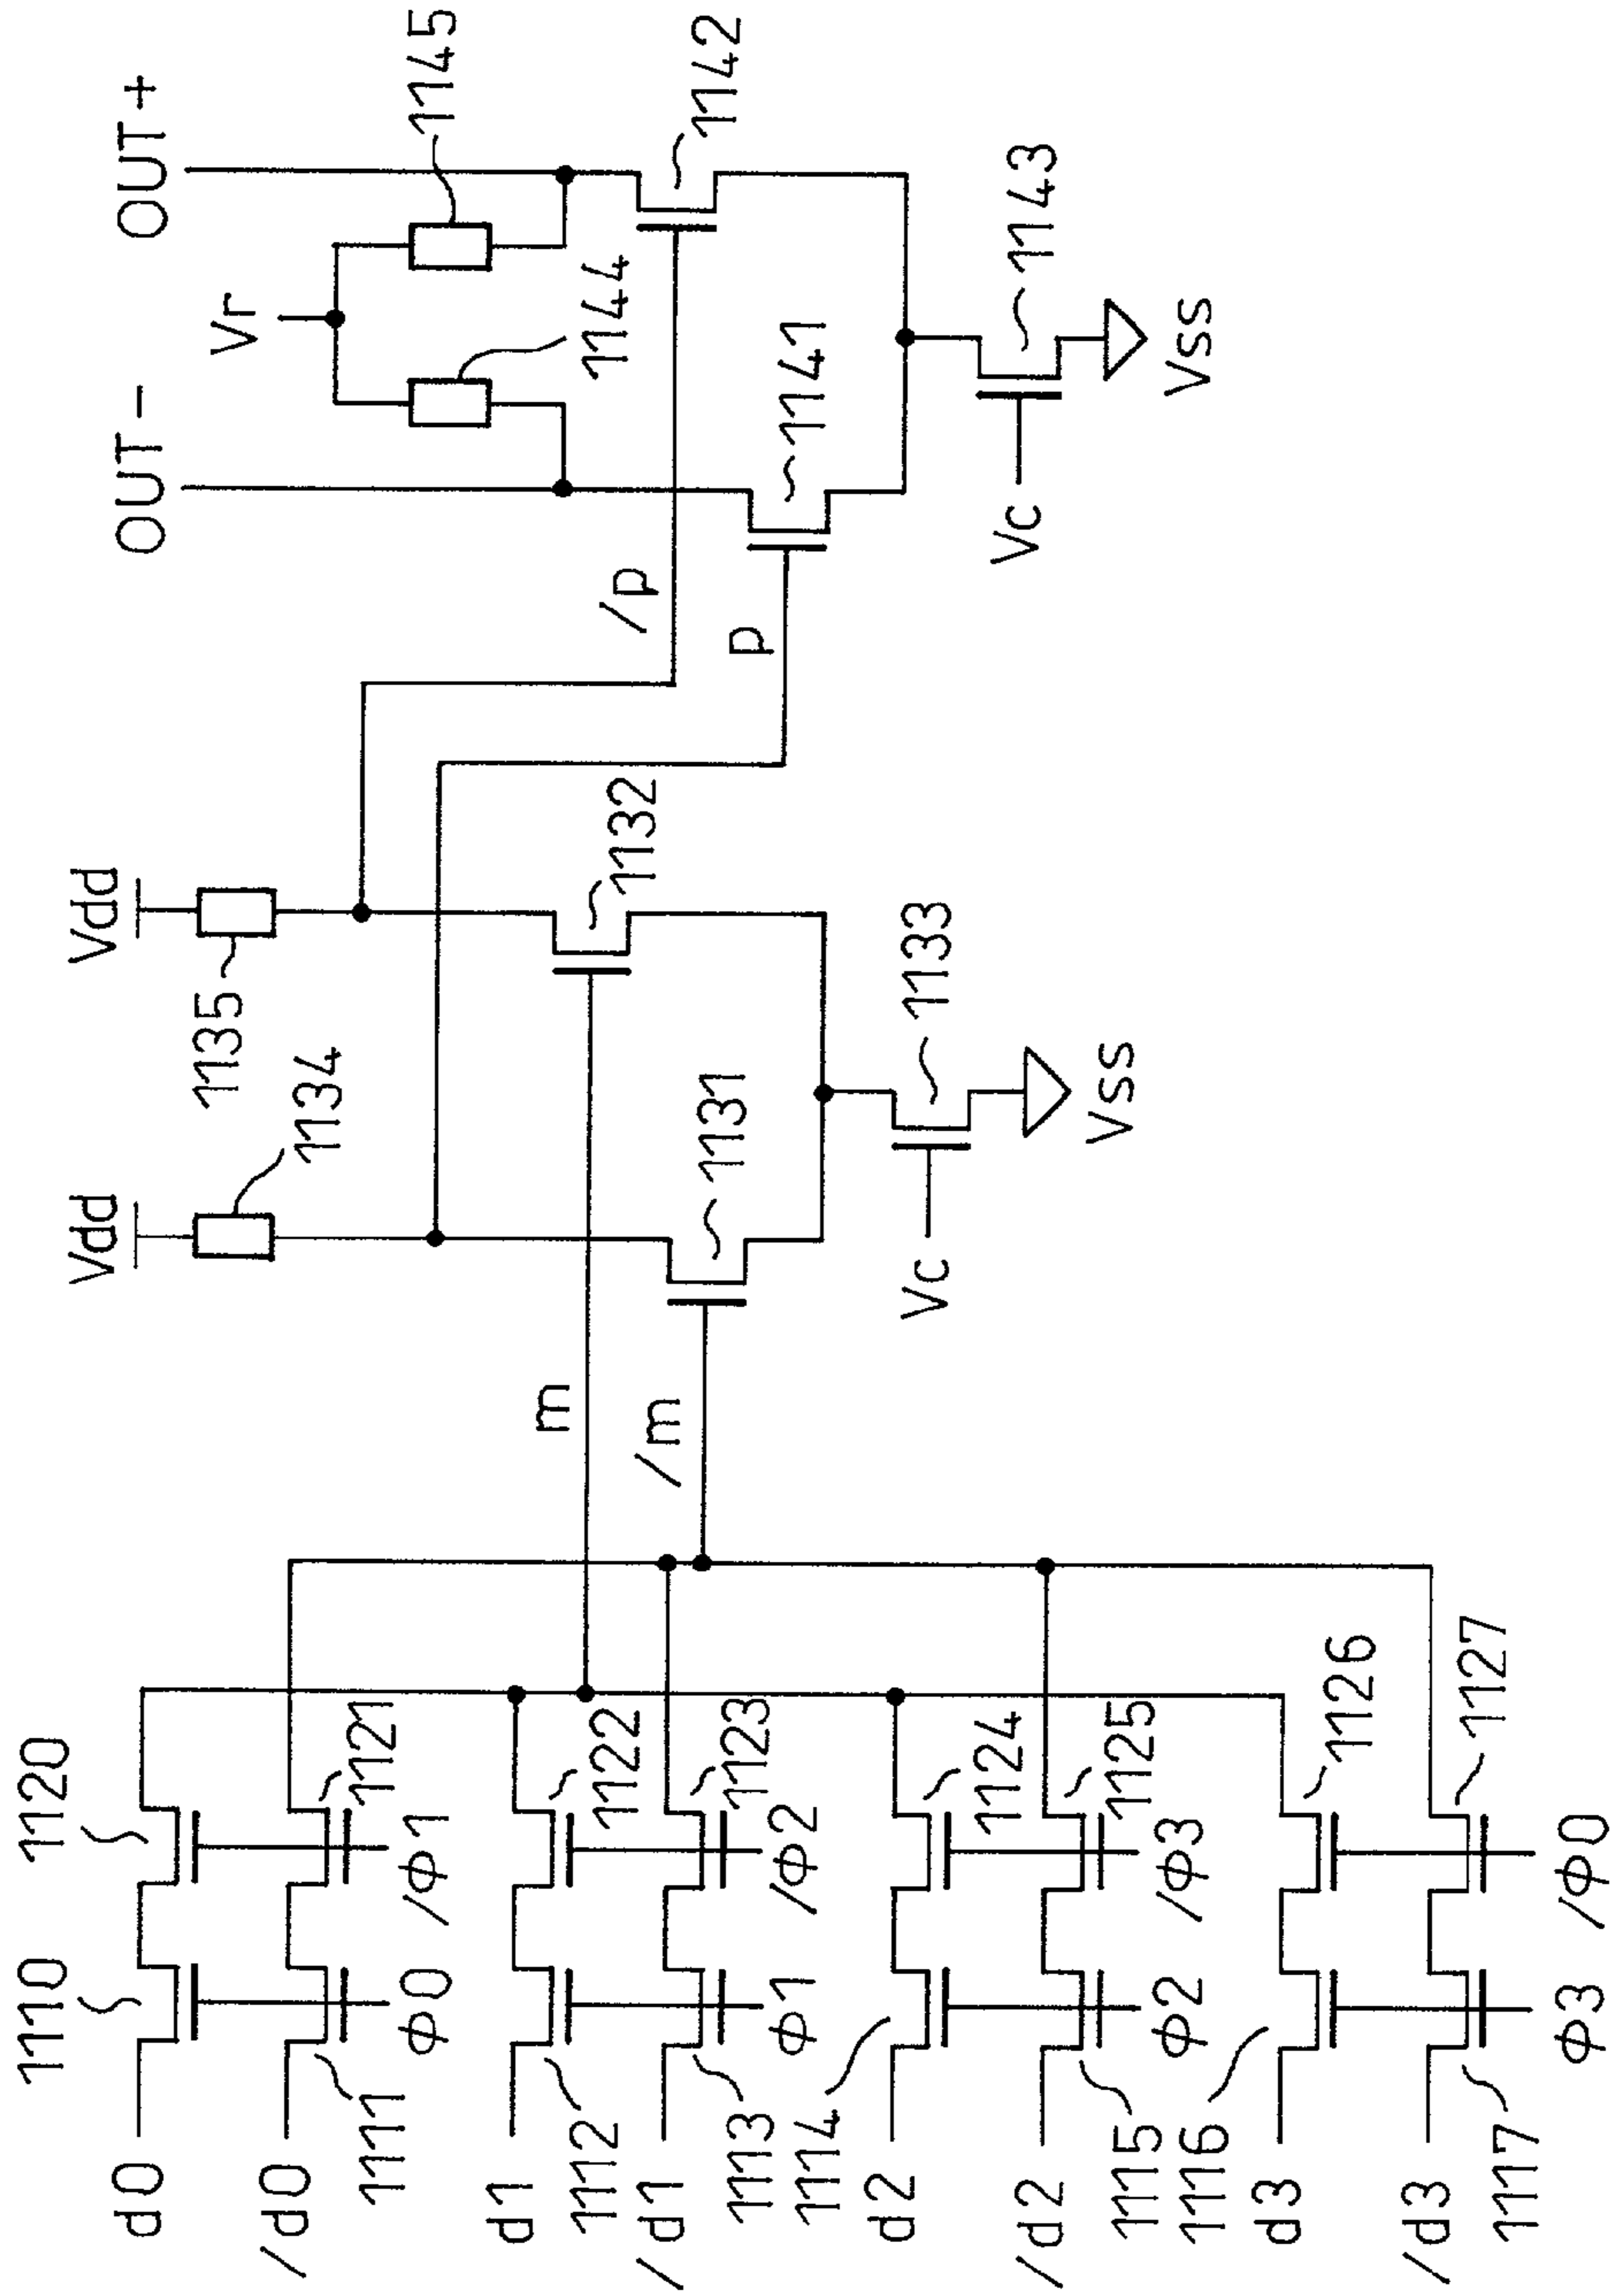 d0
1110
1120
/d0
1111
1121
Φ0
/Φ1
d1
1112
1122
/d1
1113
1123
Φ1
/Φ2
d2
1114
1124
/d2
1115
1125
Φ2
/Φ3
d3
1116
1126
/d3
1117
1127
Φ3
/Φ0
m
/m
Vdd
1134
Vdd
1135
1131
1132
Vc
1133
Vss
/p
p
OUT-
OUT+
Vr
1144
1145
1141
1142
Vc
1143
Vss